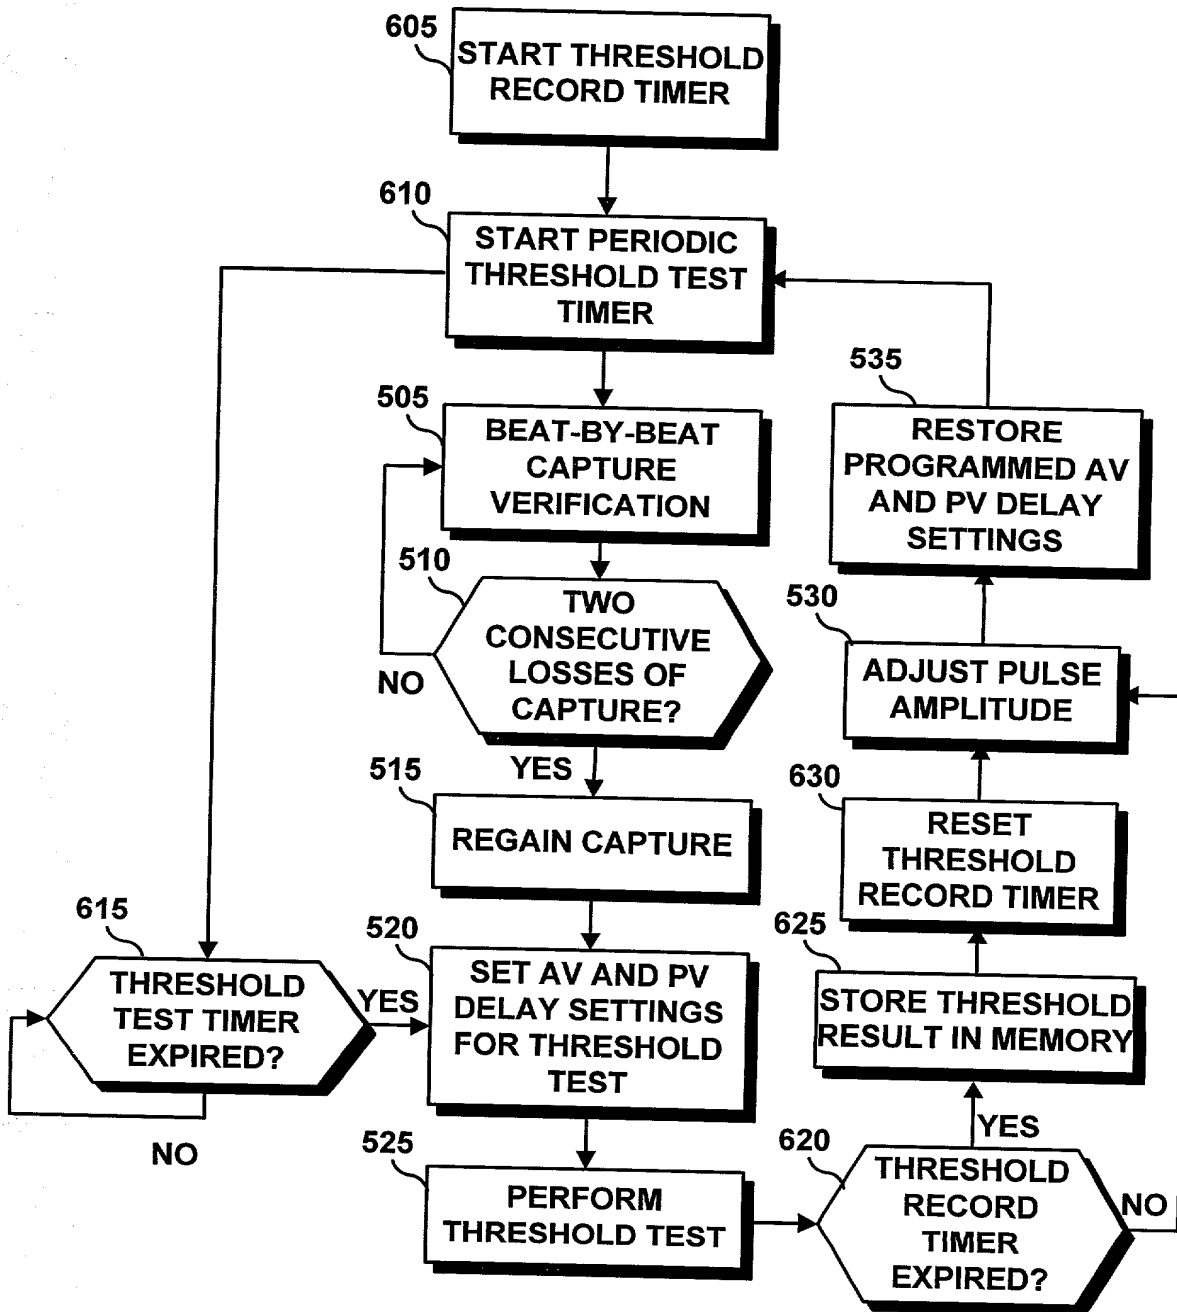 605
START THRESHOLD
RECORD TIMER
610
START PERIODIC
THRESHOLD TEST
TIMER
505
BEAT-BY-BEAT
CAPTURE
VERIFICATION
510
TWO
CONSECUTIVE
LOSSES OF
CAPTURE?
NO
YES
515
REGAIN CAPTURE
615
THRESHOLD
TEST TIMER
EXPIRED?
YES
NO
520
SET AV AND PV
DELAY SETTINGS
FOR THRESHOLD
TEST
525
PERFORM
THRESHOLD TEST
620
THRESHOLD
RECORD
TIMER
EXPIRED?
YES
NO
625
STORE THRESHOLD
RESULT IN MEMORY
630
RESET
THRESHOLD
RECORD TIMER
530
ADJUST PULSE
AMPLITUDE
535
RESTORE
PROGRAMMED AV
AND PV DELAY
SETTINGS